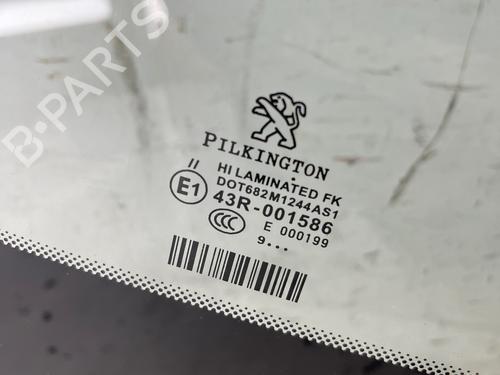 B-PARTS
PILKINGTON
II
HI LAMINATED FK
DOT682M1244AS1
E1 43R-001586
CCC E 000199
9...